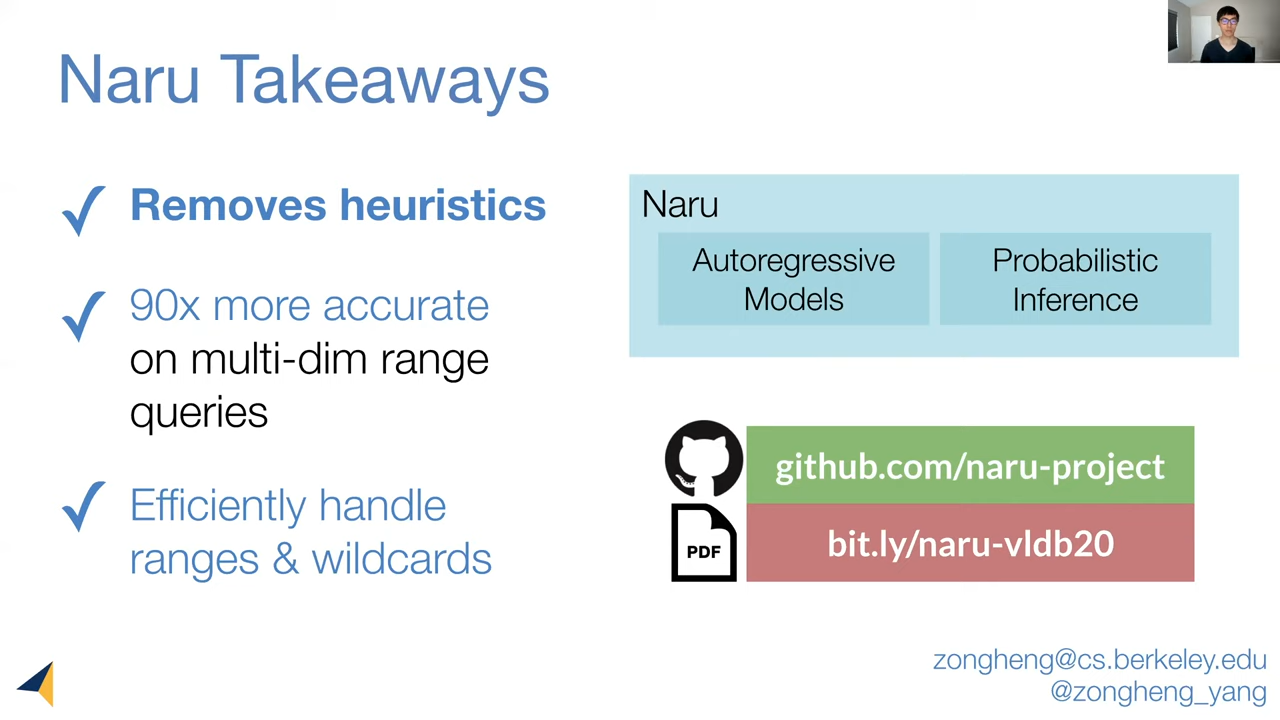 Naru Takeaways
Removes heuristics
90x more accurate
on multi-dim range
queries
Efficiently handle
ranges & wildcards
Naru
Autoregressive
Models
Probabilistic
Inference
github.com/naru-project
PDF
bit.ly/naru-vldb20
zongheng@cs.berkeley.edu
@zongheng_yang